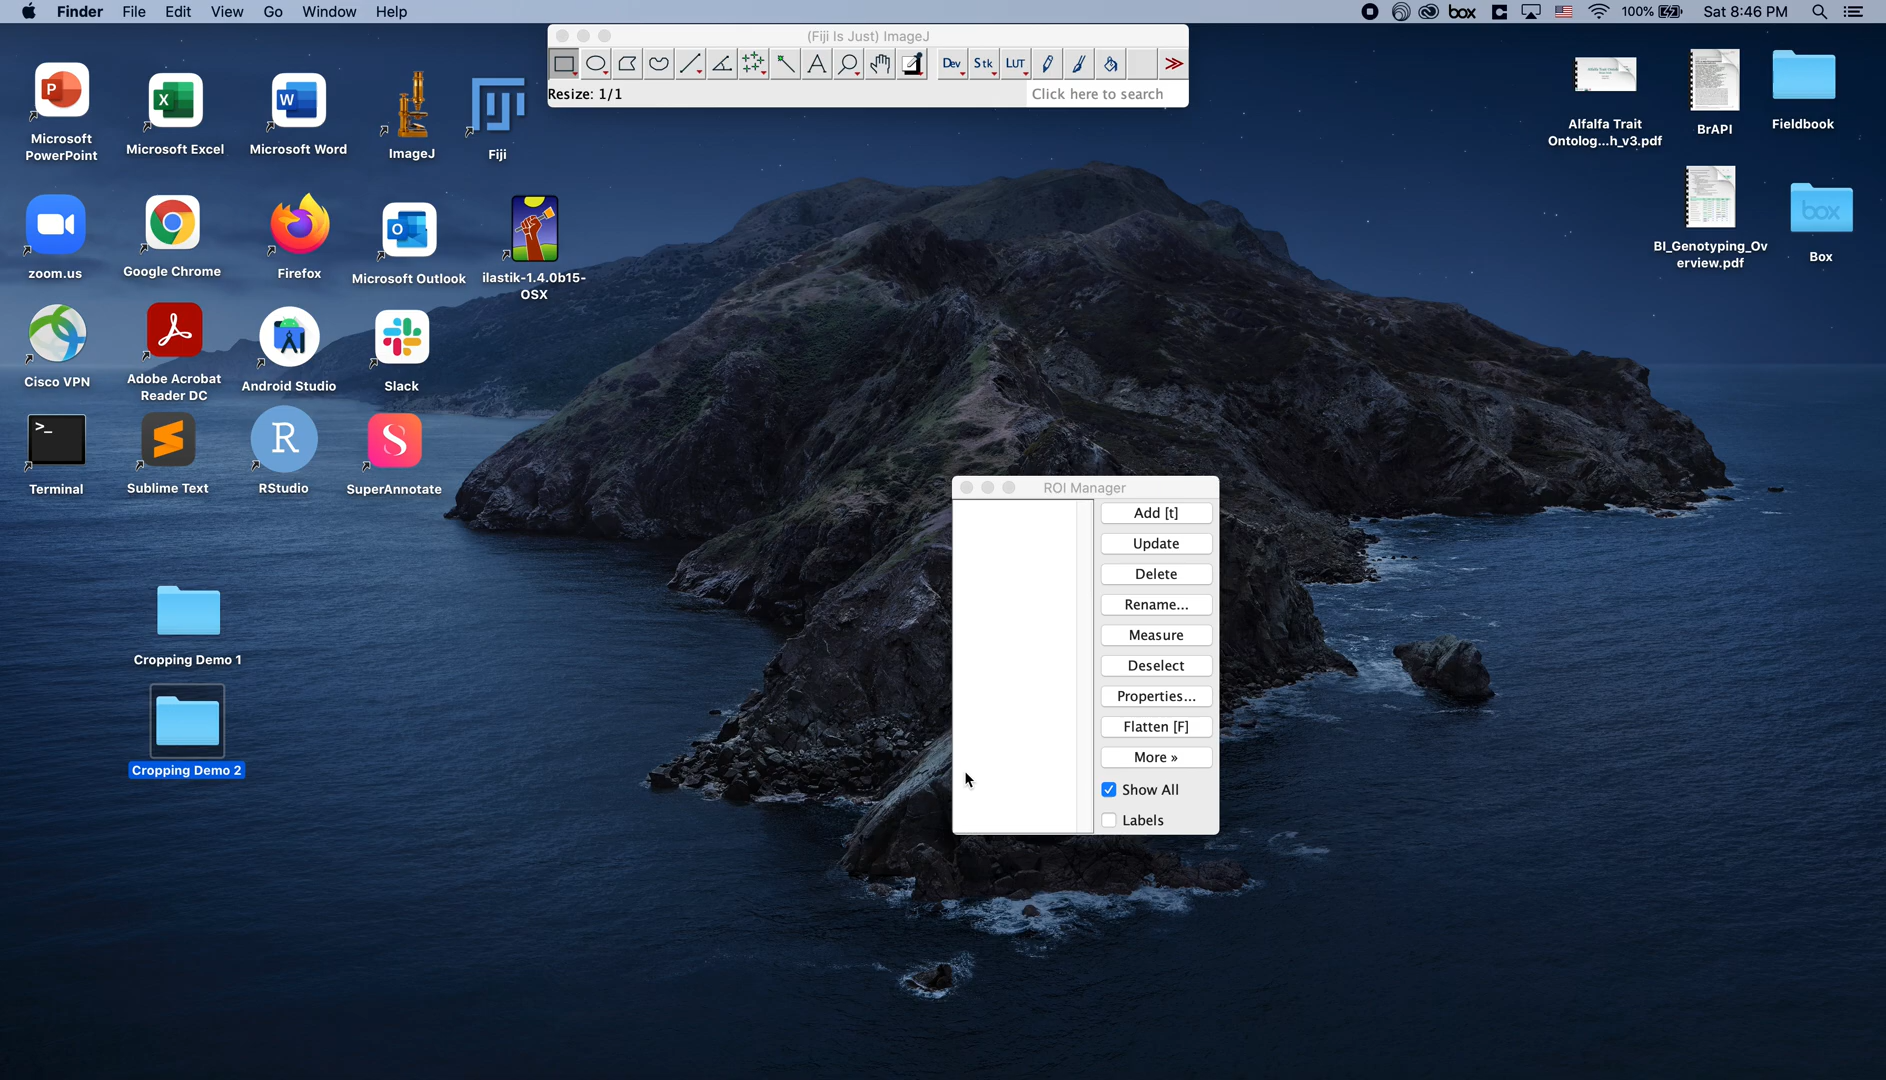 Finder File Edit View Go Window Help
box 100% Sat 8:46 PM
(Fiji Is Just) ImageJ
Dev Stk LUT
Resize: 1/1 Click here to search
Microsoft
PowerPoint
Microsoft Excel
Microsoft Word
ImageJ
Fiji
zoom.us
Google Chrome
Firefox
Microsoft Outlook
ilastik-1.4.0b15-
OSX
Cisco VPN
Adobe Acrobat
Reader DC
Android Studio
Slack
Terminal
Sublime Text
RStudio
SuperAnnotate
Cropping Demo 1
Cropping Demo 2
Alfalfa Trait
Ontolog...h_v3.pdf
BrAPI
Fieldbook
BI_Genotyping_Ov
erview.pdf
box
Box
ROI Manager
Add [t]
Update
Delete
Rename...
Measure
Deselect
Properties...
Flatten [F]
More »
Show All
Labels